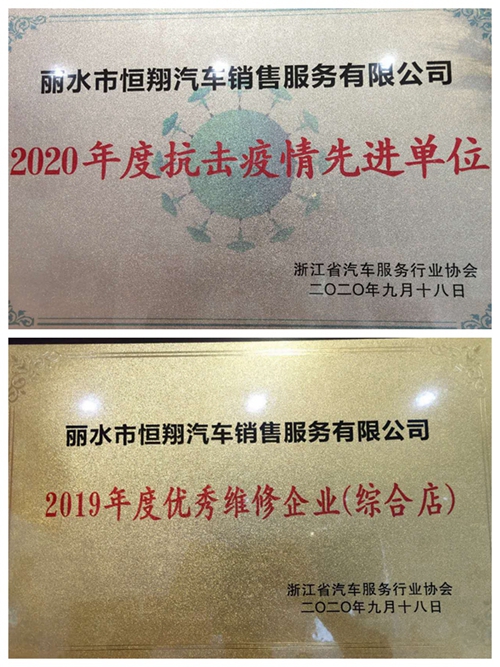 丽水市恒翔汽车销售服务有限公司
2020年度抗击疫情先进单位
浙江省汽车服务行业协会
二〇二〇年九月十八日
丽水市恒翔汽车销售服务有限公司
2019年度优秀维修企业(综合店)
浙江省汽车服务行业协会
二〇二〇年九月十八日